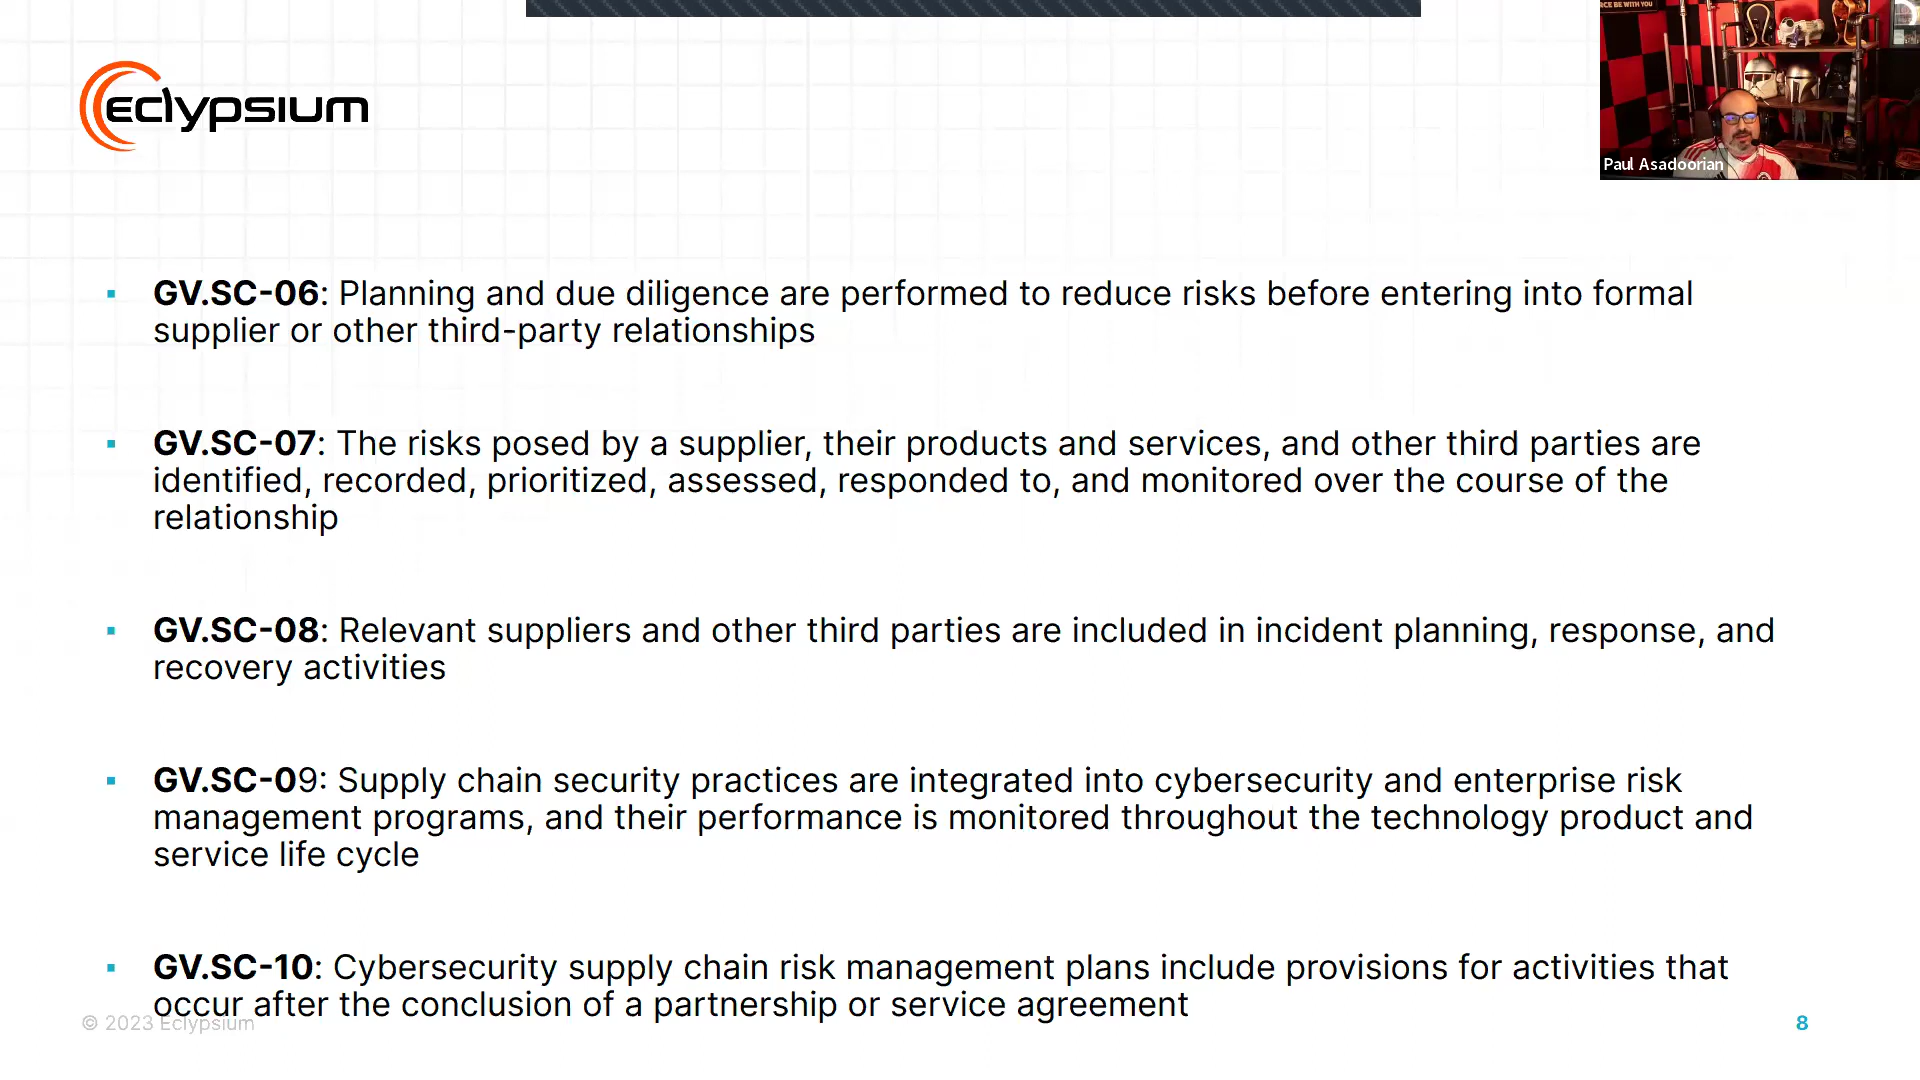 Eclypsium
RCE BE WITH YOU
Paul Asadoorian
▪ GV.SC-06: Planning and due diligence are performed to reduce risks before entering into formal
supplier or other third-party relationships
▪ GV.SC-07: The risks posed by a supplier, their products and services, and other third parties are
identified, recorded, prioritized, assessed, responded to, and monitored over the course of the
relationship
▪ GV.SC-08: Relevant suppliers and other third parties are included in incident planning, response, and
recovery activities
▪ GV.SC-09: Supply chain security practices are integrated into cybersecurity and enterprise risk
management programs, and their performance is monitored throughout the technology product and
service life cycle
▪ GV.SC-10: Cybersecurity supply chain risk management plans include provisions for activities that
occur after the conclusion of a partnership or service agreement
© 2023 Eclypsium
8